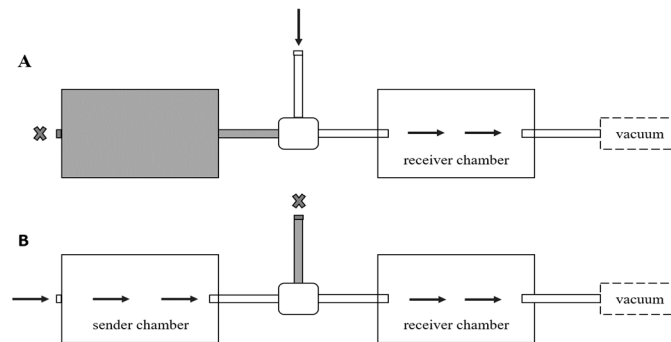 A
vacuum
receiver chamber
B
vacuum
sender chamber
receiver chamber